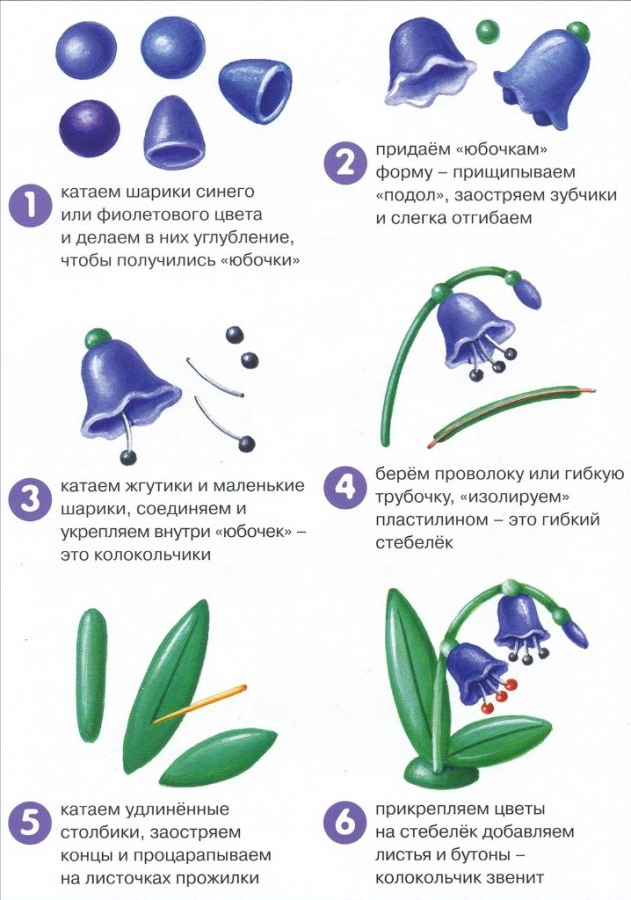 1
катаем шарики синего
или фиолетового цвета
и делаем в них углубление,
чтобы получились «юбочки»
2
придаём «юбочкам»
форму – прищипываем
«подол», заостряем зубчики
и слегка отгибаем
3
катаем жгутики и маленькие
шарики, соединяем и
укрепляем внутри «юбочек» –
это колокольчики
4
берём проволоку или гибкую
трубочку, «изолируем»
пластилином – это гибкий
стебелёк
5
катаем удлинённые
столбики, заостряем
концы и процарапываем
на листочках прожилки
6
прикрепляем цветы
на стебелёк добавляем
листья и бутоны –
колокольчик звенит